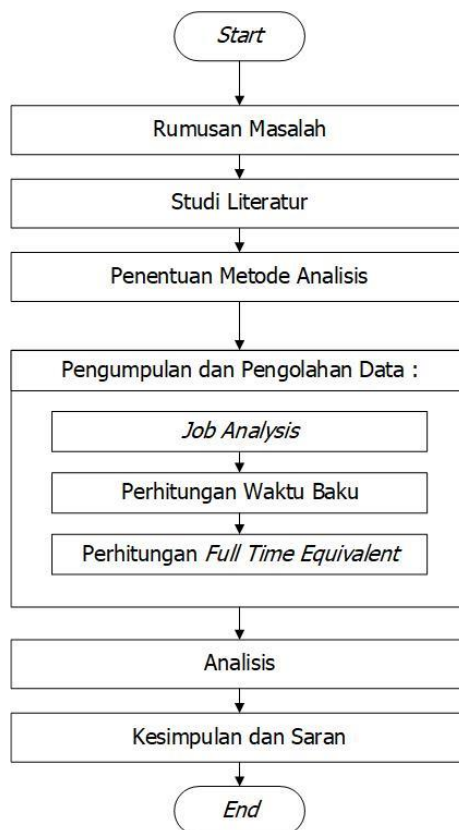 Start
Rumusan Masalah
Studi Literatur
Penentuan Metode Analisis
Pengumpulan dan Pengolahan Data :
Job Analysis
Perhitungan Waktu Baku
Perhitungan Full Time Equivalent
Analisis
Kesimpulan dan Saran
End